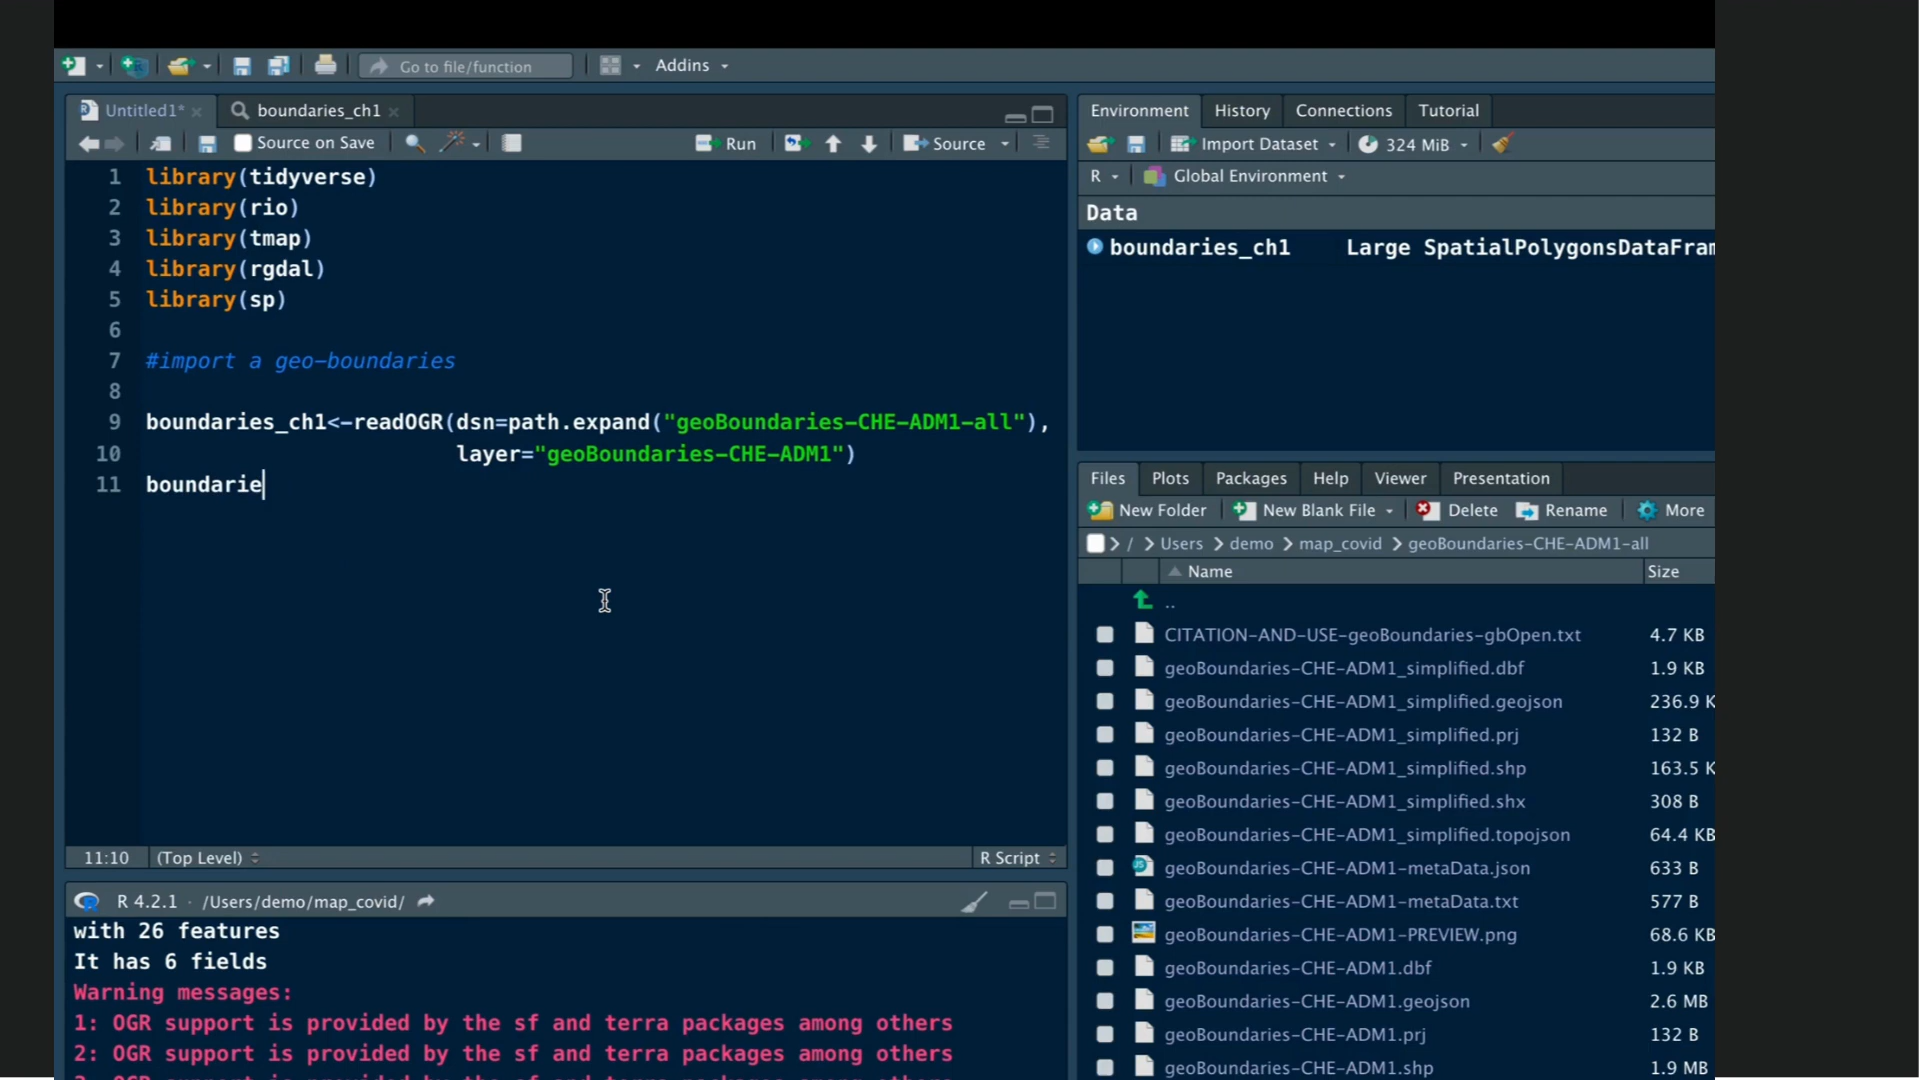 Go to file/function
Addins
Untitled1*
boundaries_ch1
Source on Save
Run
Source
1 library(tidyverse)
2 library(rio)
3 library(tmap)
4 library(rgdal)
5 library(sp)
6
7 #import a geo-boundaries
8
9 boundaries_ch1<-readOGR(dsn=path.expand("geoBoundaries-CHE-ADM1-all"),
10 layer="geoBoundaries-CHE-ADM1")
11 boundarie
11:10 (Top Level) R Script
R 4.2.1 · /Users/demo/map_covid/
with 26 features
It has 6 fields
Warning messages:
1: OGR support is provided by the sf and terra packages among others
2: OGR support is provided by the sf and terra packages among others
Environment History Connections Tutorial
Import Dataset 324 MiB
R Global Environment
Data
boundaries_ch1 Large SpatialPolygonsDataFram
Files Plots Packages Help Viewer Presentation
New Folder New Blank File Delete Rename More
/ Users demo map_covid geoBoundaries-CHE-ADM1-all
Name Size
..
CITATION-AND-USE-geoBoundaries-gbOpen.txt 4.7 KB
geoBoundaries-CHE-ADM1_simplified.dbf 1.9 KB
geoBoundaries-CHE-ADM1_simplified.geojson 236.9 K
geoBoundaries-CHE-ADM1_simplified.prj 132 B
geoBoundaries-CHE-ADM1_simplified.shp 163.5 K
geoBoundaries-CHE-ADM1_simplified.shx 308 B
geoBoundaries-CHE-ADM1_simplified.topojson 64.4 KB
geoBoundaries-CHE-ADM1-metaData.json 633 B
geoBoundaries-CHE-ADM1-metaData.txt 577 B
geoBoundaries-CHE-ADM1-PREVIEW.png 68.6 KB
geoBoundaries-CHE-ADM1.dbf 1.9 KB
geoBoundaries-CHE-ADM1.geojson 2.6 MB
geoBoundaries-CHE-ADM1.prj 132 B
geoBoundaries-CHE-ADM1.shp 1.9 MB